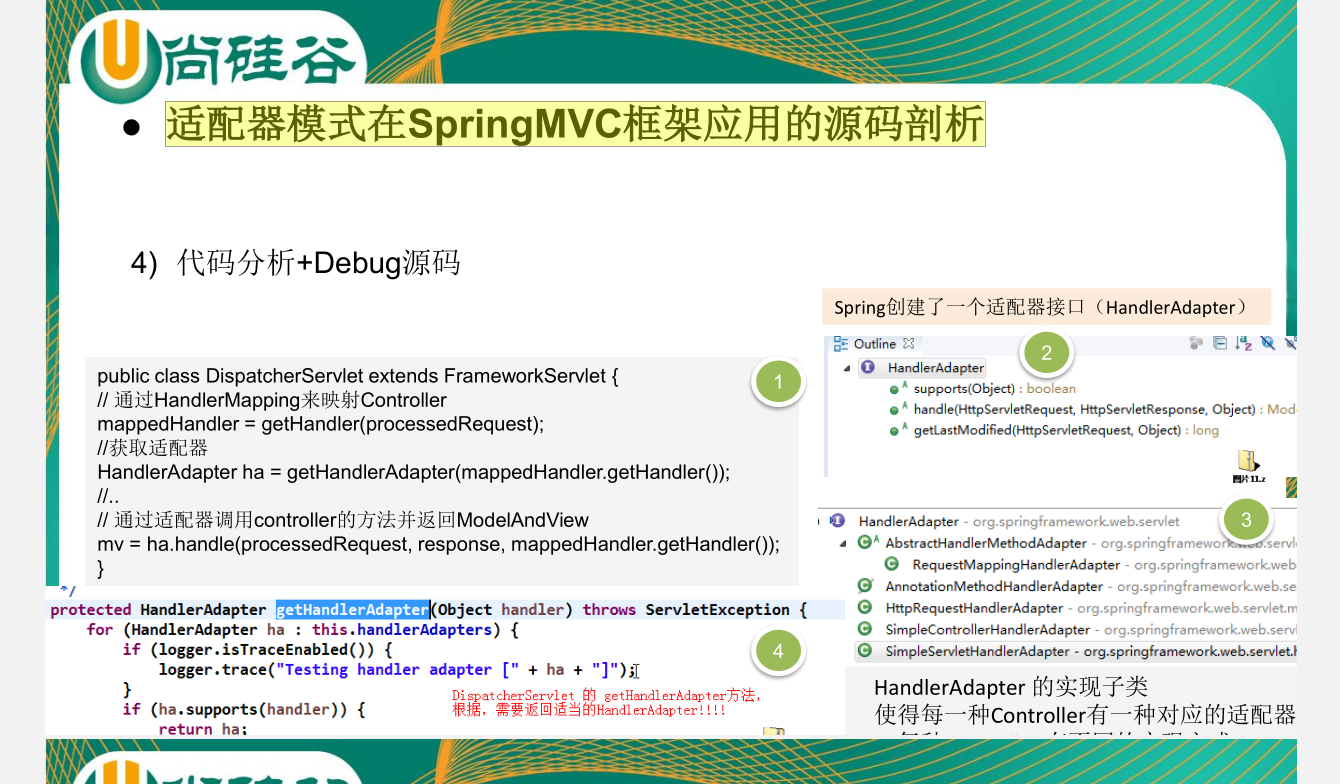 尚硅谷
● 适配器模式在SpringMVC框架应用的源码剖析
4) 代码分析+Debug源码
public class DispatcherServlet extends FrameworkServlet {
// 通过HandlerMapping来映射Controller
mappedHandler = getHandler(processedRequest);
//获取适配器
HandlerAdapter ha = getHandlerAdapter(mappedHandler.getHandler());
//..
// 通过适配器调用controller的方法并返回ModelAndView
mv = ha.handle(processedRequest, response, mappedHandler.getHandler());
}
1
Spring创建了一个适配器接口（HandlerAdapter）
Outline
2
HandlerAdapter
supports(Object) : boolean
handle(HttpServletRequest, HttpServletResponse, Object) : Mod
getLastModified(HttpServletRequest, Object) : long
图片11.z
3
HandlerAdapter - org.springframework.web.servlet
AbstractHandlerMethodAdapter - org.springframework.web.servl
RequestMappingHandlerAdapter - org.springframework.web
AnnotationMethodHandlerAdapter - org.springframework.web.se
HttpRequestHandlerAdapter - org.springframework.web.servlet.m
SimpleControllerHandlerAdapter - org.springframework.web.servl
SimpleServletHandlerAdapter - org.springframework.web.servlet.h
HandlerAdapter 的实现子类
使得每一种Controller有一种对应的适配器
*/
protected HandlerAdapter getHandlerAdapter(Object handler) throws ServletException {
for (HandlerAdapter ha : this.handlerAdapters) {
if (logger.isTraceEnabled()) {
logger.trace("Testing handler adapter [" + ha + "]");
}
if (ha.supports(handler)) {
return ha;
4
DispatcherServlet 的 getHandlerAdapter方法,
根据,需要返回适当的HandlerAdapter!!!!